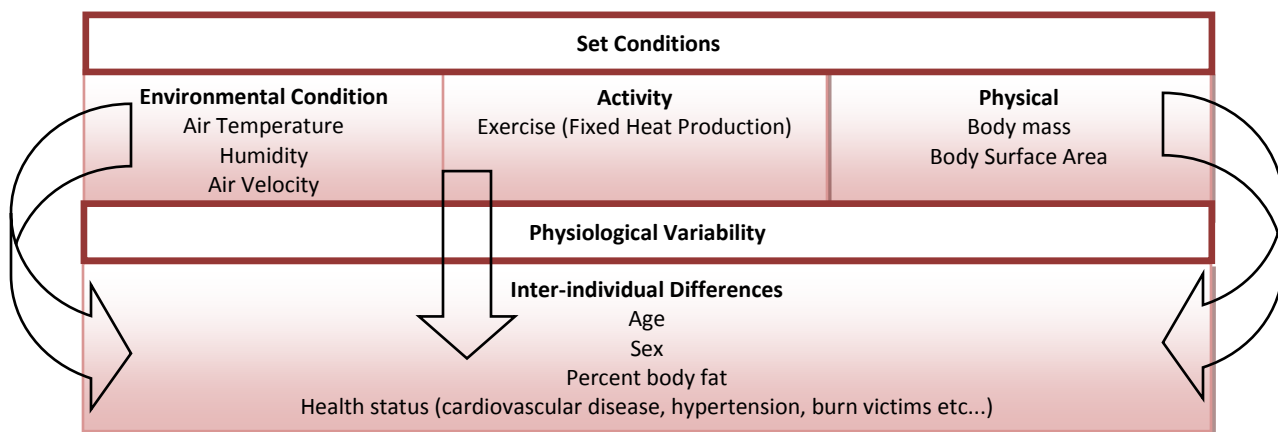 Set Conditions
Environmental Condition
Air Temperature
Humidity
Air Velocity
Activity
Exercise (Fixed Heat Production)
Physical
Body mass
Body Surface Area
Physiological Variability
Inter-individual Differences
Age
Sex
Percent body fat
Health status (cardiovascular disease, hypertension, burn victims etc...)